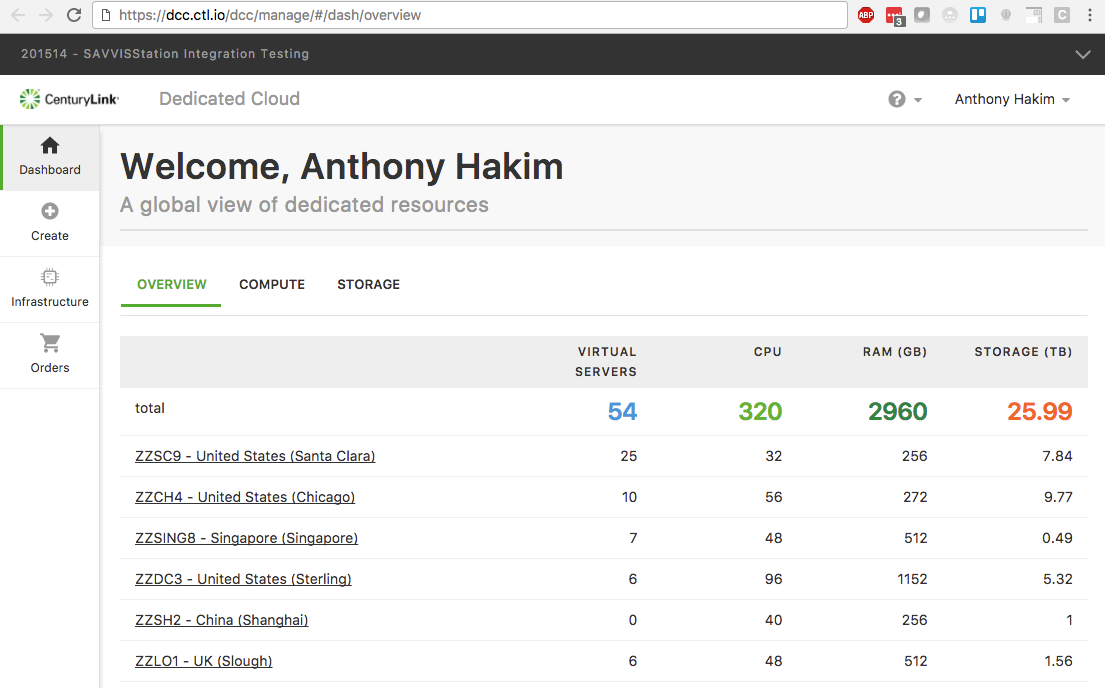 https://dcc.ctl.io/dcc/manage/#/dash/overview
ABP
3
C
201514 - SAVVISStation Integration Testing
CenturyLink
Dedicated Cloud
?
Anthony Hakim
Dashboard
Create
Infrastructure
Orders
Welcome, Anthony Hakim
A global view of dedicated resources
OVERVIEW COMPUTE STORAGE
VIRTUAL SERVERS CPU RAM (GB) STORAGE (TB)
total 54 320 2960 25.99
ZZSC9 - United States (Santa Clara) 25 32 256 7.84
ZZCH4 - United States (Chicago) 10 56 272 9.77
ZZSING8 - Singapore (Singapore) 7 48 512 0.49
ZZDC3 - United States (Sterling) 6 96 1152 5.32
ZZSH2 - China (Shanghai) 0 40 256 1
ZZLO1 - UK (Slough) 6 48 512 1.56